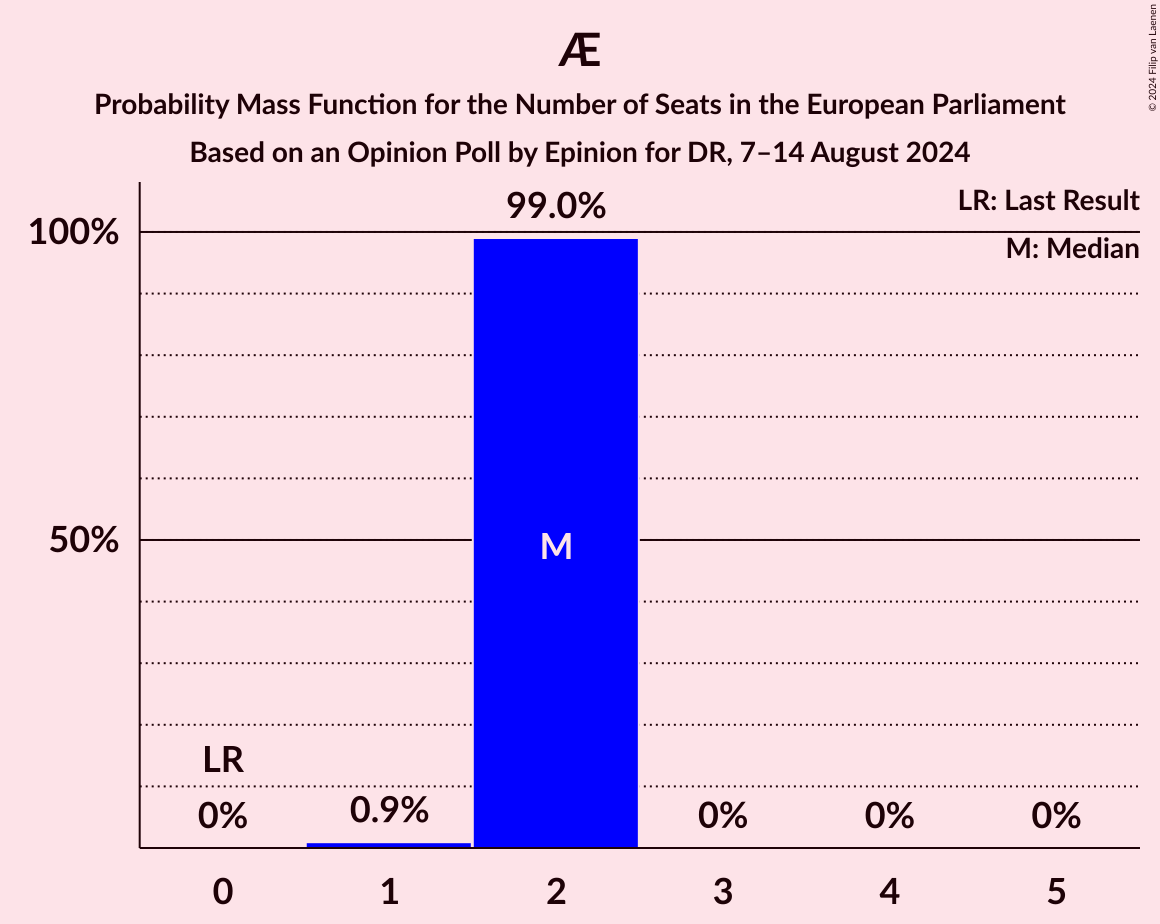 Æ
Probability Mass Function for the Number of Seats in the European Parliament
Based on an Opinion Poll by Epinion for DR, 7–14 August 2024
© 2024 Filip van Laenen
LR: Last Result
M: Median
99.0%
100%
50%
M
LR
0%
0.9%
0%
0%
0%
0
1
2
3
4
5